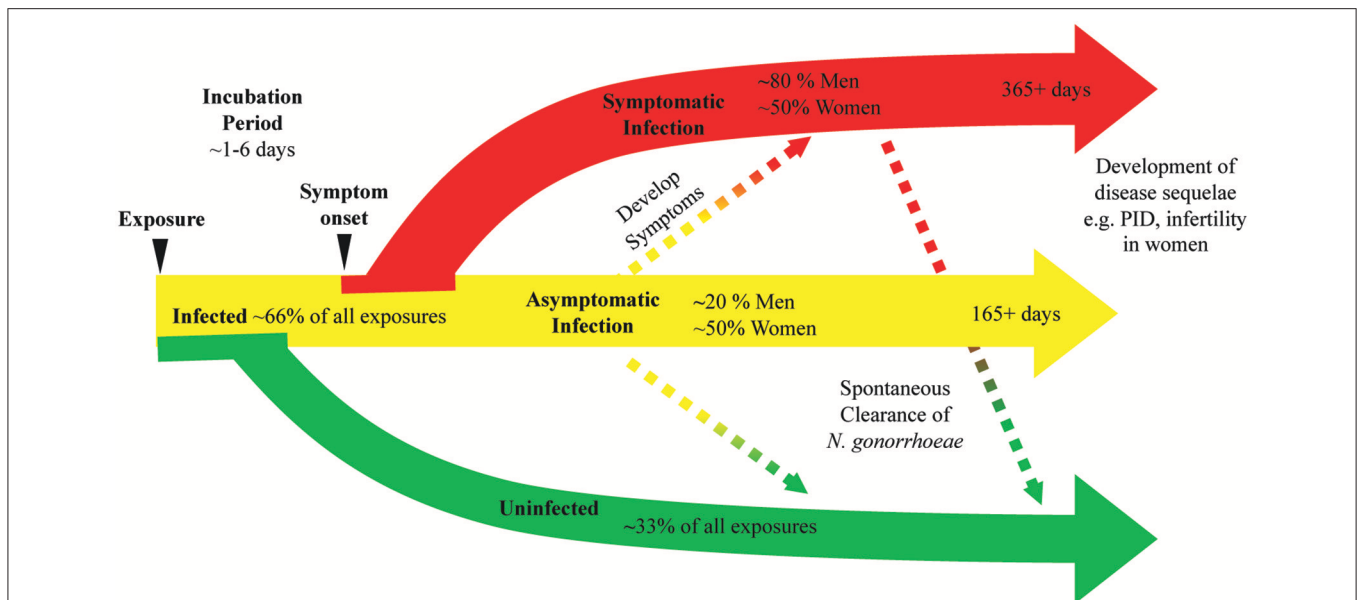 Incubation
Period
~1-6 days
Exposure
Symptom
onset
Symptomatic
Infection
~80 % Men
~50% Women
365+ days
Develop
Symptoms
Development of
disease sequelae
e.g. PID, infertility
in women
Infected ~66% of all exposures
Asymptomatic
Infection
~20 % Men
~50% Women
165+ days
Spontaneous
Clearance of
N. gonorrhoeae
Uninfected
~33% of all exposures